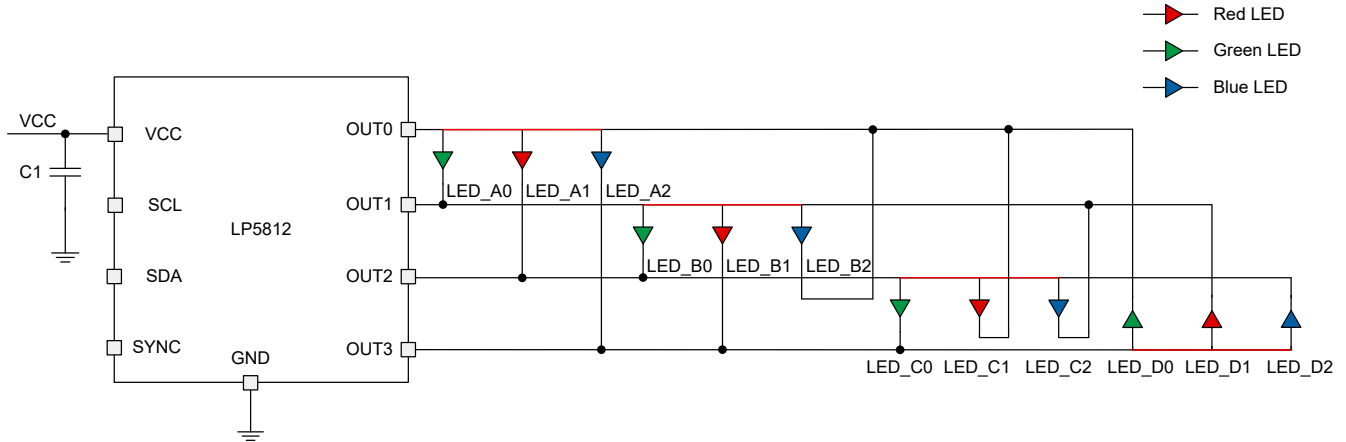 Red LED
Green LED
Blue LED
VCC
C1
VCC
SCL
SDA
SYNC
LP5812
GND
OUT0
OUT1
OUT2
OUT3
LED_A0 LED_A1 LED_A2
LED_B0 LED_B1 LED_B2
LED_C0 LED_C1 LED_C2 LED_D0 LED_D1 LED_D2